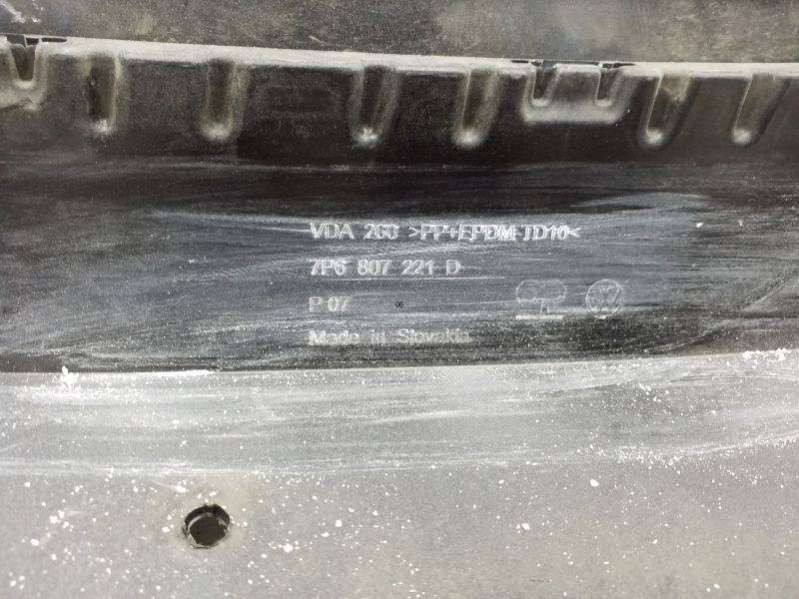 VDA 260 >PP+EPDM-TD10<
7P6 807 221 D
P 07
Made in Slovakia